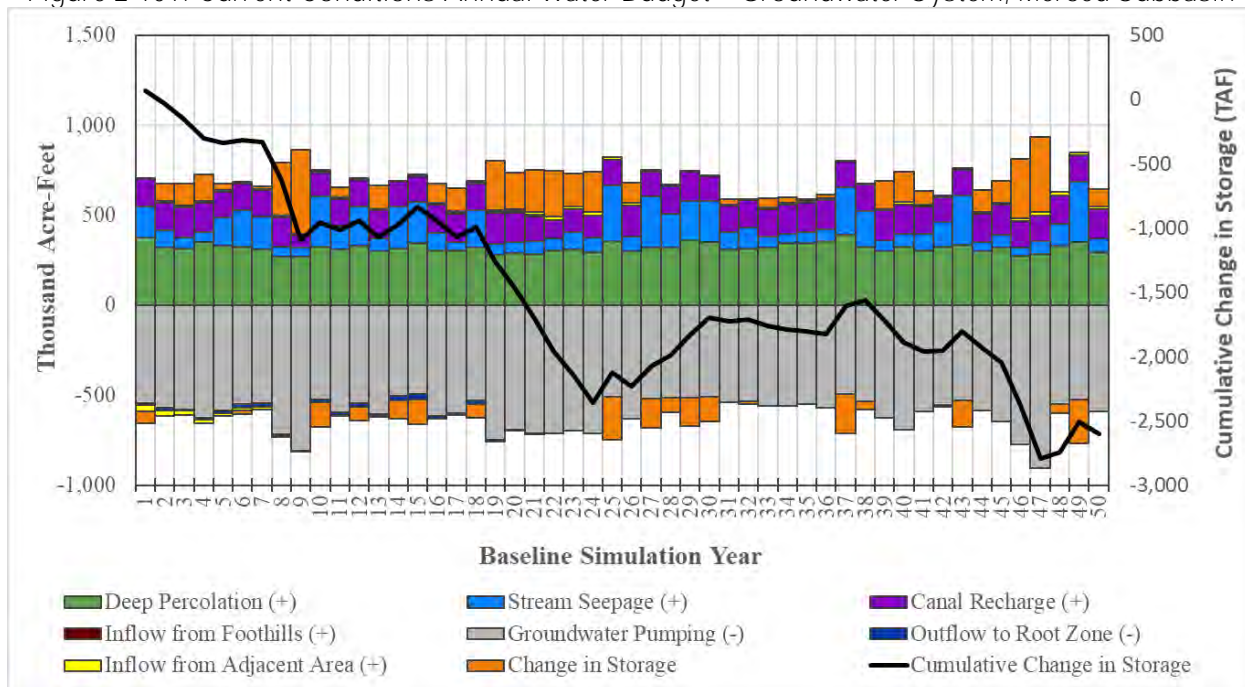 1,500
1,000
500
0
-500
-1,000
Thousand Acre-Feet
500
0
-500
-1,000
-1,500
-2,000
-2,500
-3,000
Cumulative Change in Storage (TAF)
1 2 3 4 5 6 7 8 9 10 11 12 13 14 15 16 17 18 19 20 21 22 23 24 25 26 27 28 29 30 31 32 33 34 35 36 37 38 39 40 41 42 43 44 45 46 47 48 49 50
Baseline Simulation Year
Deep Percolation (+) Stream Seepage (+) Canal Recharge (+)
Inflow from Foothills (+) Groundwater Pumping (-) Outflow to Root Zone (-)
Inflow from Adjacent Area (+) Change in Storage Cumulative Change in Storage